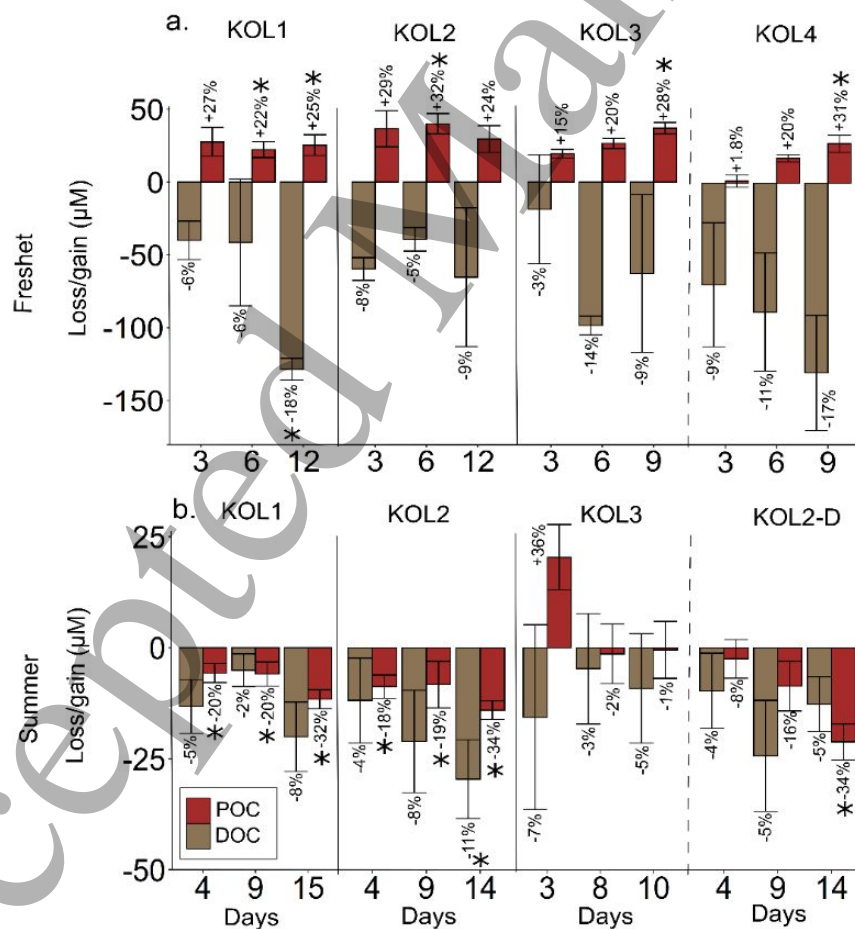 a.
KOL1 KOL2 KOL3 KOL4
Freshet
Loss/gain (µM)
50
0
-50
-100
-150
+27% +22% * +25% *
-6% -6% * -18%
+29% +32% * +24%
-8% -5% -9%
+15% +20% +28% *
-3% -14% -9%
+1.8% +20% +31% *
-9% -11% -17%
3 6 12 3 6 12 3 6 9 3 6 9
b.
KOL1 KOL2 KOL3 KOL2-D
Summer
Loss/gain (µM)
25
0
-25
-50
-5% * -20% -2% * -20% -8% * -32%
-4% * -18% -8% * -19% -11% * * -34%
-7% +36% -3% -2% -5% -1%
-4% -8% -5% -16% -5% * -34%
POC
DOC
4 9 15 4 9 14 3 8 10 4 9 14
Days Days Days Days